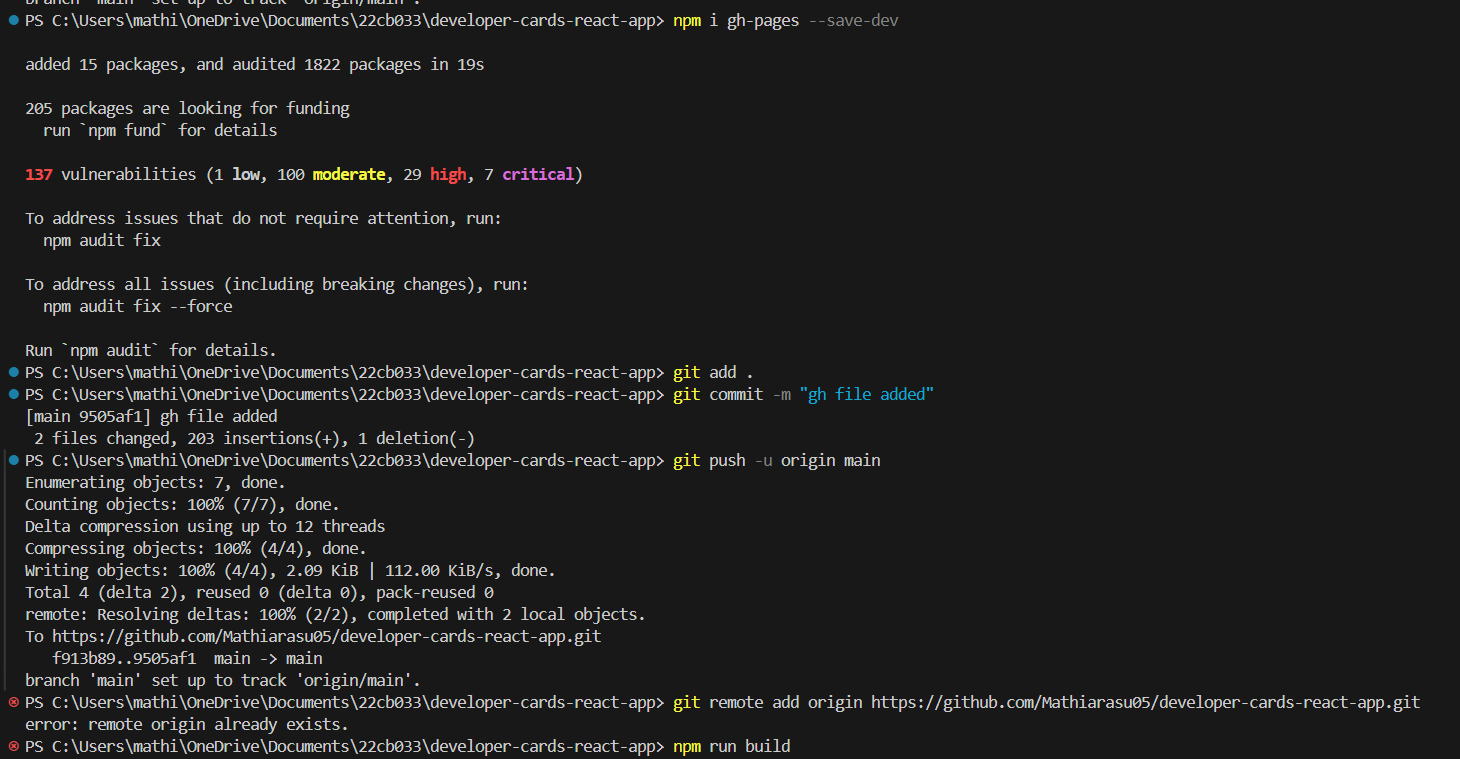 branch 'main' set up to track 'origin/main'.
PS C:\Users\mathi\OneDrive\Documents\22cb033\developer-cards-react-app> npm i gh-pages --save-dev
added 15 packages, and audited 1822 packages in 19s
205 packages are looking for funding
  run `npm fund` for details
137 vulnerabilities (1 low, 100 moderate, 29 high, 7 critical)
To address issues that do not require attention, run:
  npm audit fix
To address all issues (including breaking changes), run:
  npm audit fix --force
Run `npm audit` for details.
PS C:\Users\mathi\OneDrive\Documents\22cb033\developer-cards-react-app> git add .
PS C:\Users\mathi\OneDrive\Documents\22cb033\developer-cards-react-app> git commit -m "gh file added"
[main 9505af1] gh file added
 2 files changed, 203 insertions(+), 1 deletion(-)
PS C:\Users\mathi\OneDrive\Documents\22cb033\developer-cards-react-app> git push -u origin main
Enumerating objects: 7, done.
Counting objects: 100% (7/7), done.
Delta compression using up to 12 threads
Compressing objects: 100% (4/4), done.
Writing objects: 100% (4/4), 2.09 KiB | 112.00 KiB/s, done.
Total 4 (delta 2), reused 0 (delta 0), pack-reused 0
remote: Resolving deltas: 100% (2/2), completed with 2 local objects.
To https://github.com/Mathiarasu05/developer-cards-react-app.git
   f913b89..9505af1  main -> main
branch 'main' set up to track 'origin/main'.
PS C:\Users\mathi\OneDrive\Documents\22cb033\developer-cards-react-app> git remote add origin https://github.com/Mathiarasu05/developer-cards-react-app.git
error: remote origin already exists.
PS C:\Users\mathi\OneDrive\Documents\22cb033\developer-cards-react-app> npm run build